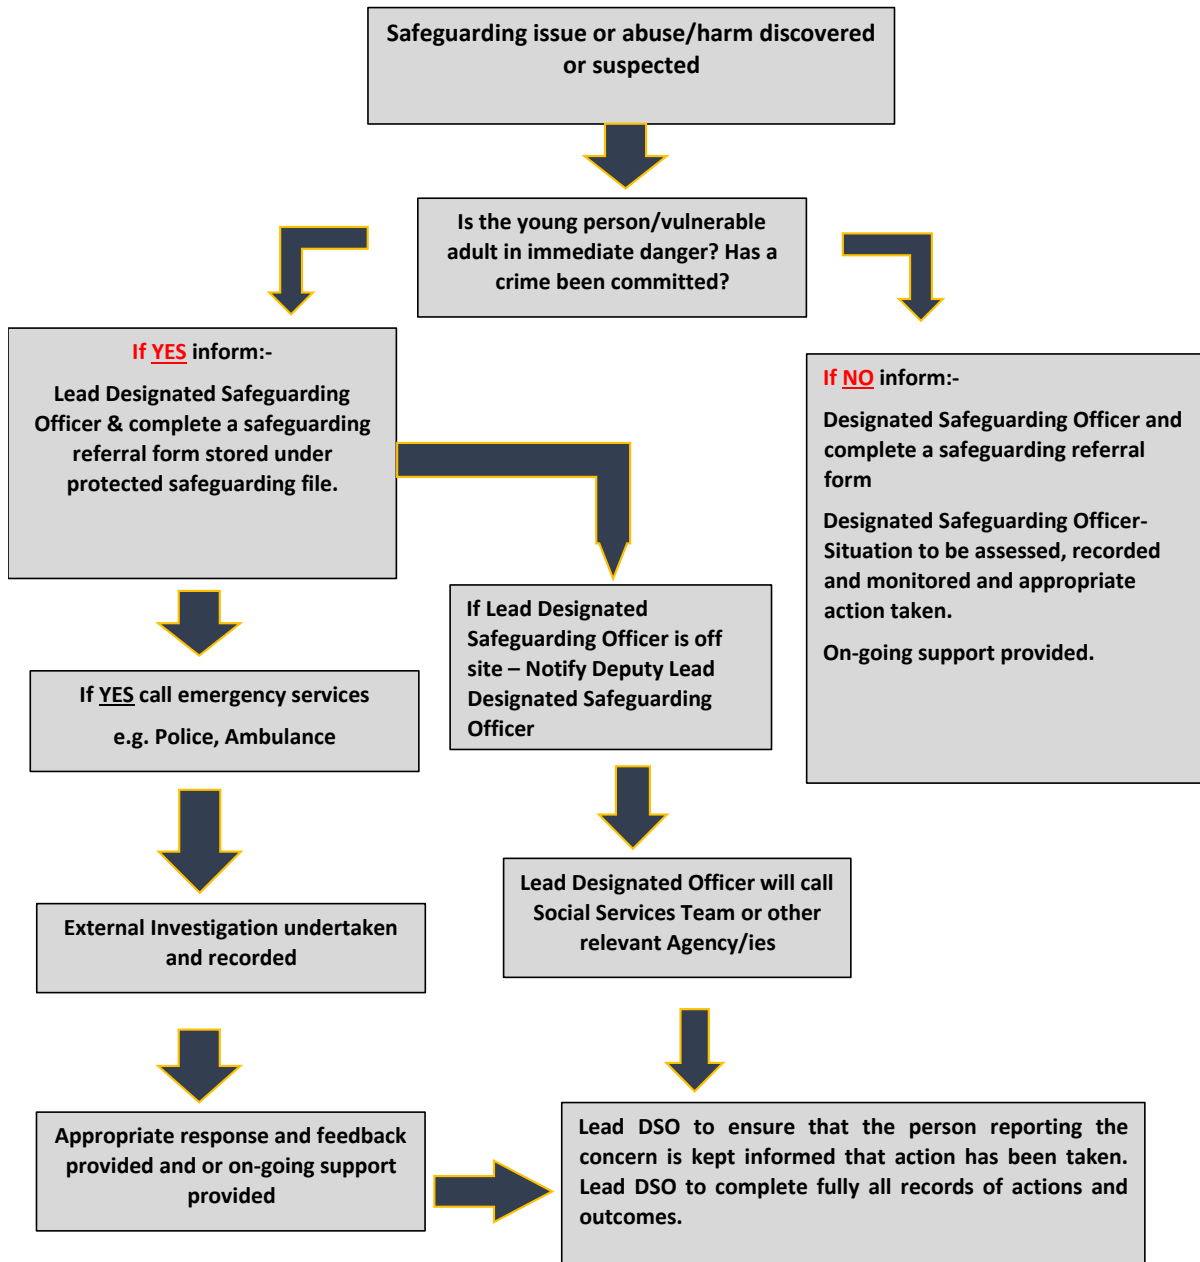 Safeguarding issue or abuse/harm discovered
or suspected
Is the young person/vulnerable
adult in immediate danger? Has a
crime been committed?
If YES inform:-
Lead Designated Safeguarding
Officer & complete a safeguarding
referral form stored under
protected safeguarding file.
If NO inform:-
Designated Safeguarding Officer and
complete a safeguarding referral
form
Designated Safeguarding Officer-
Situation to be assessed, recorded
and monitored and appropriate
action taken.
On-going support provided.
If Lead Designated
Safeguarding Officer is off
site – Notify Deputy Lead
Designated Safeguarding
Officer
If YES call emergency services
e.g. Police, Ambulance
Lead Designated Officer will call
Social Services Team or other
relevant Agency/ies
External Investigation undertaken
and recorded
Appropriate response and feedback
provided and or on-going support
provided
Lead DSO to ensure that the person reporting the
concern is kept informed that action has been taken.
Lead DSO to complete fully all records of actions and
outcomes.